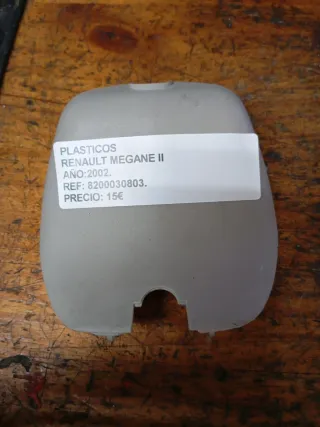 PLASTICOS
RENAULT MEGANE II
AÑO:2002.
REF: 8200030803.
PRECIO: 15€